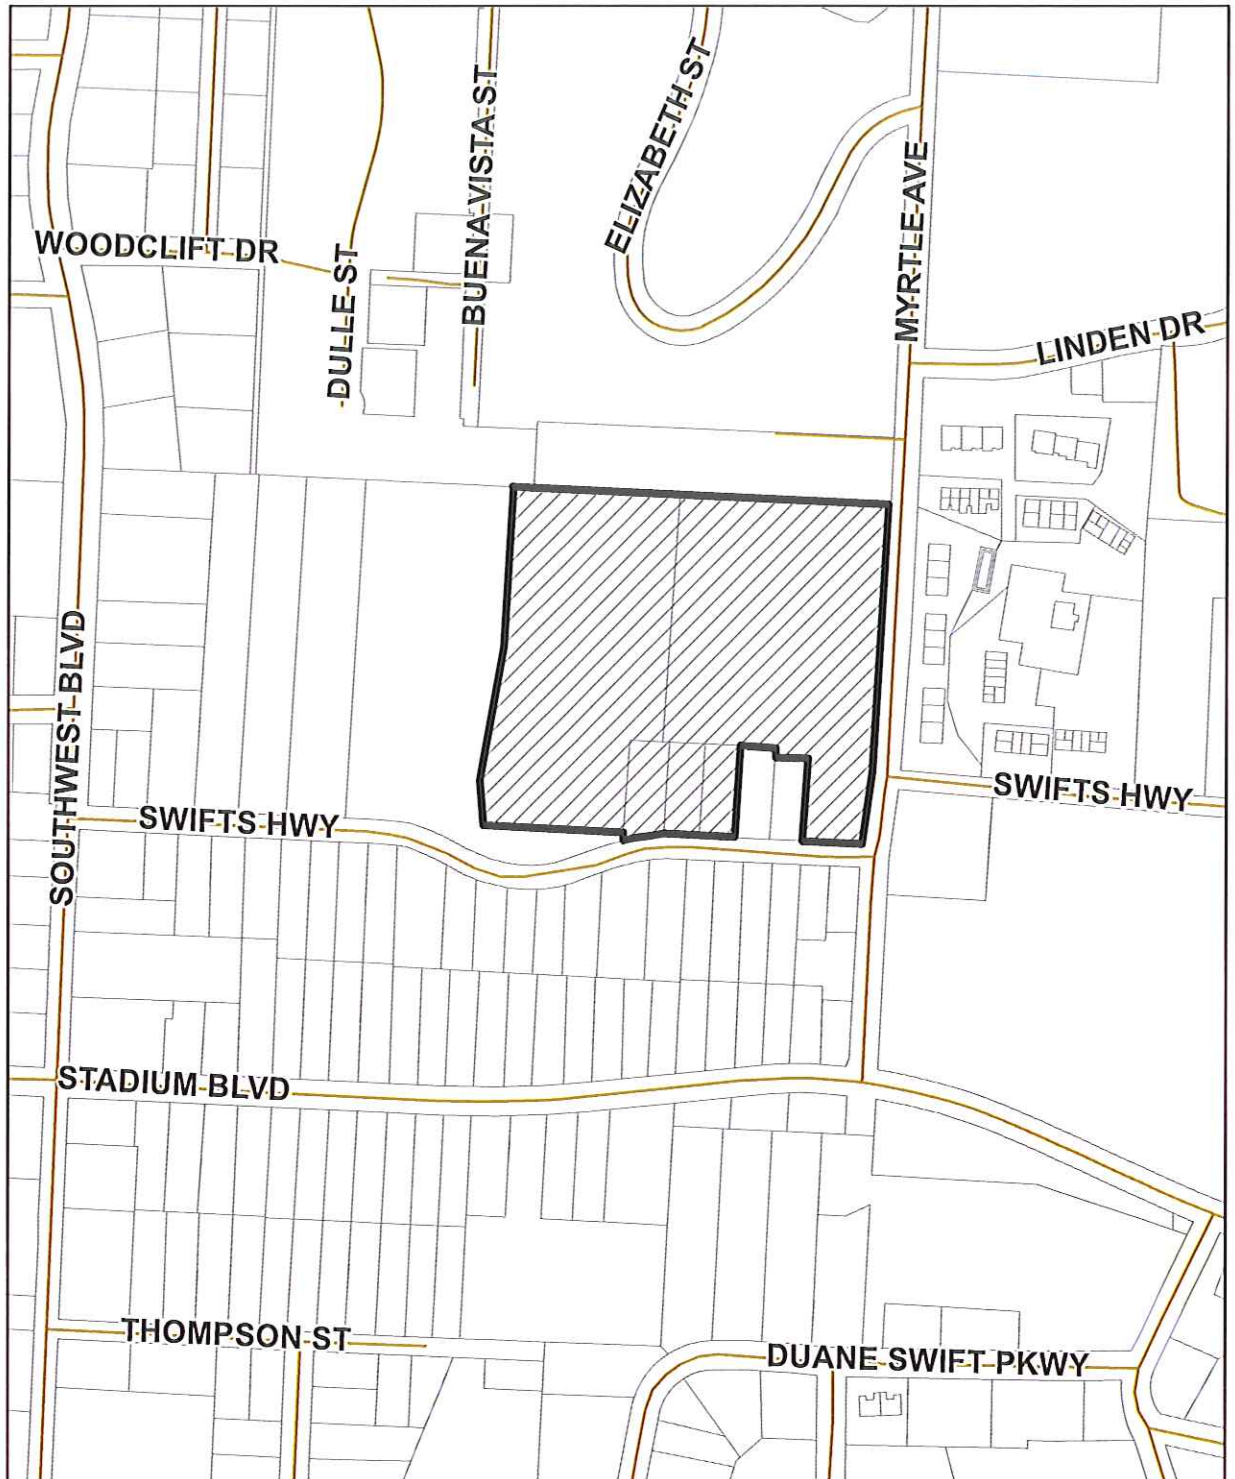 ELIZABETH ST
BUENA VISTA ST
MYRTLE AVE
WOODCLIFT DR
DULLE ST
LINDEN DR
SOUTHWEST BLVD
SWIFTS HWY
SWIFTS HWY
STADIUM BLVD
THOMPSON ST
DUANE SWIFT PKWY